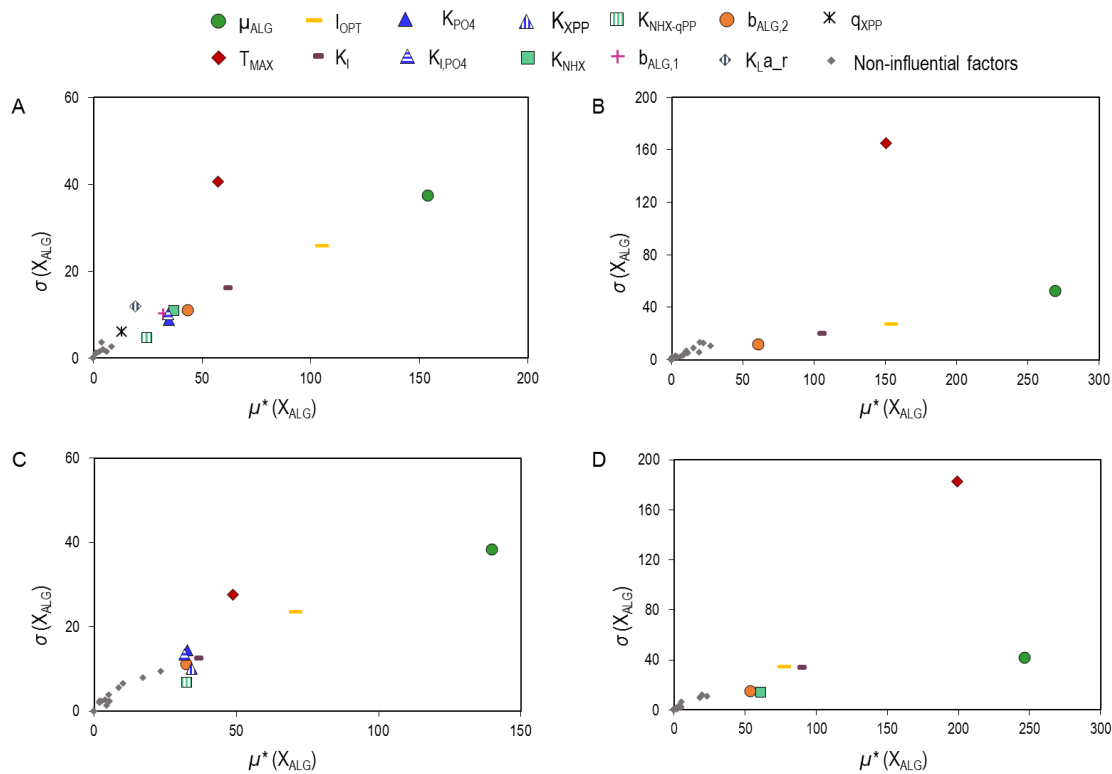 μALG IOPT KPO4 KXPP KNHX-qPP bALG,2 qXPP
TMAX KI KI,PO4 KNHX bALG,1 KLa_r Non-influential factors
A
60
40
20
0
σ (XALG)
0 50 100 150 200
μ* (XALG)
B
200
160
120
80
40
0
σ (XALG)
0 50 100 150 200 250 300
μ* (XALG)
C
60
40
20
0
σ (XALG)
0 50 100 150
μ* (XALG)
D
200
160
120
80
40
0
σ (XALG)
0 50 100 150 200 250 300
μ* (XALG)